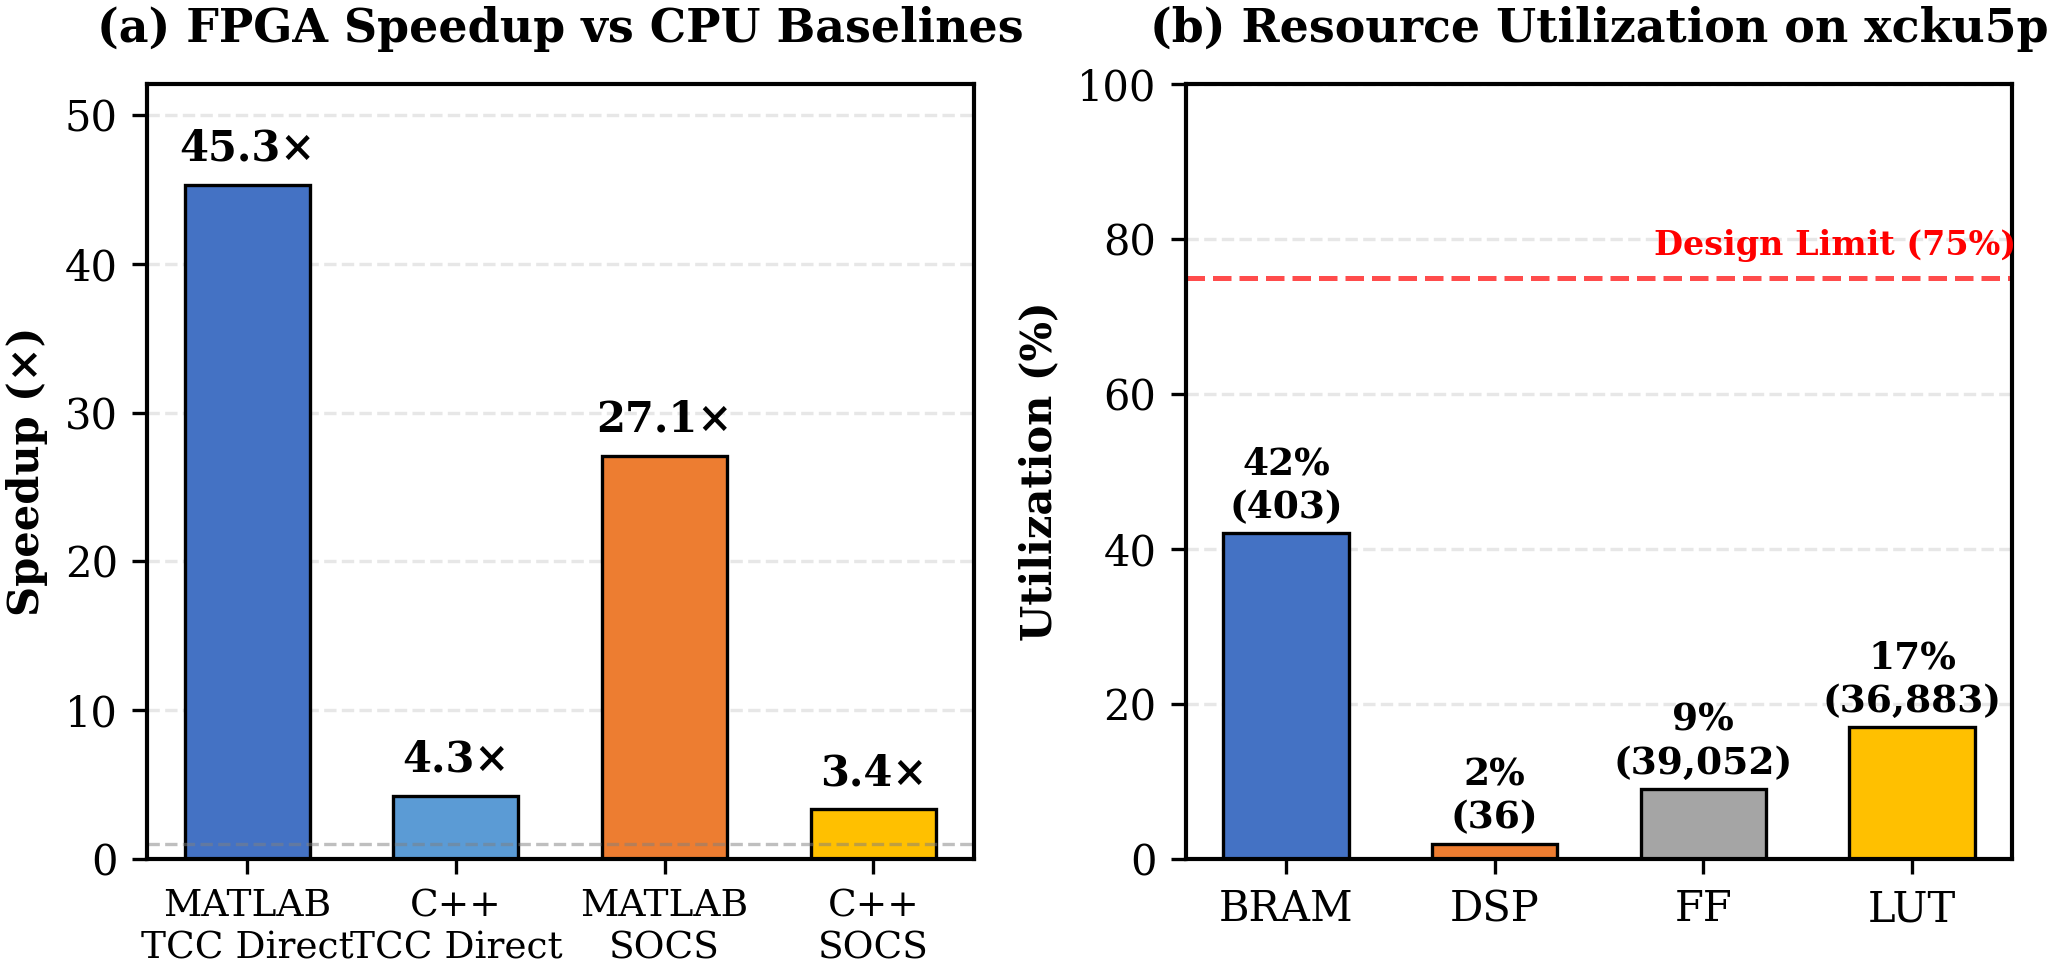 (a) FPGA Speedup vs CPU Baselines
Speedup (×)
50
40
30
20
10
0
45.3×
4.3×
27.1×
3.4×
MATLAB
TCC Direct
C++
TCC Direct
MATLAB
SOCS
C++
SOCS
(b) Resource Utilization on xcku5p
Utilization (%)
100
80
60
40
20
0
Design Limit (75%)
42%
(403)
2%
(36)
9%
(39,052)
17%
(36,883)
BRAM
DSP
FF
LUT